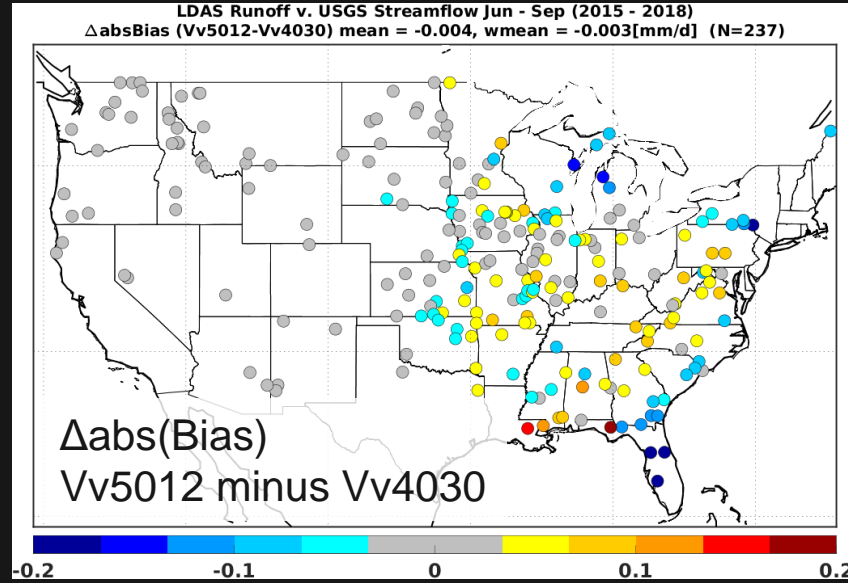 LDAS Runoff v. USGS Streamflow Jun - Sep (2015 - 2018)
△absBias (Vv5012-Vv4030) mean = -0.004, wmean = -0.003[mm/d]  (N=237)
Δabs(Bias)
Vv5012 minus Vv4030
-0.2 -0.1 0 0.1 0.2